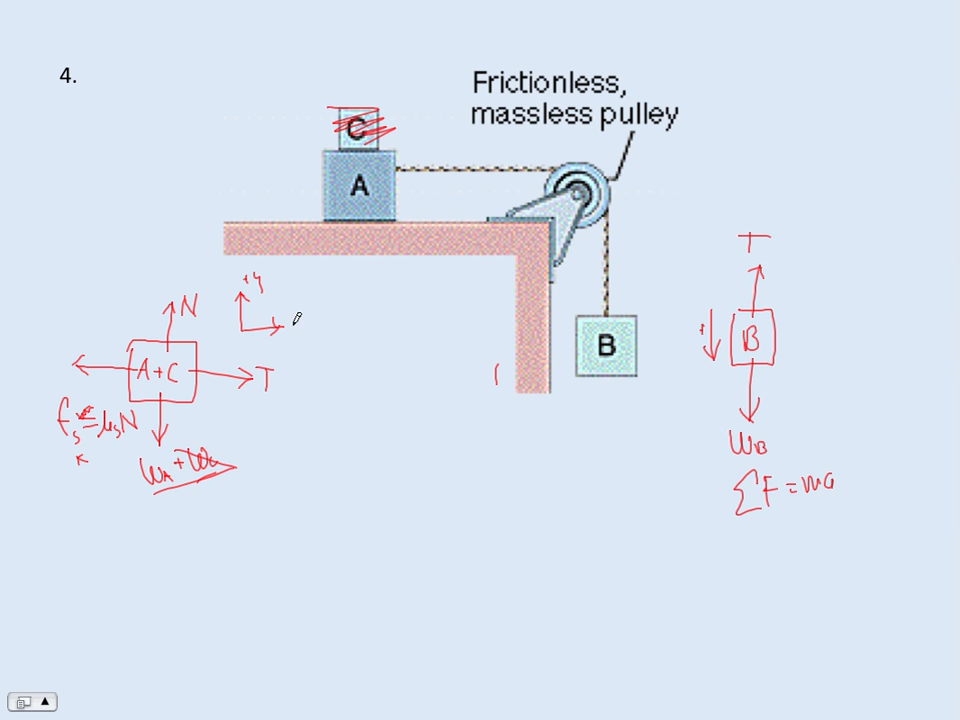 4.
Frictionless,
massless pulley
C
A
B
+y
N
A+C
T
fs = μsN
k
WA + WC
T
+
B
WB
ΣF = ma